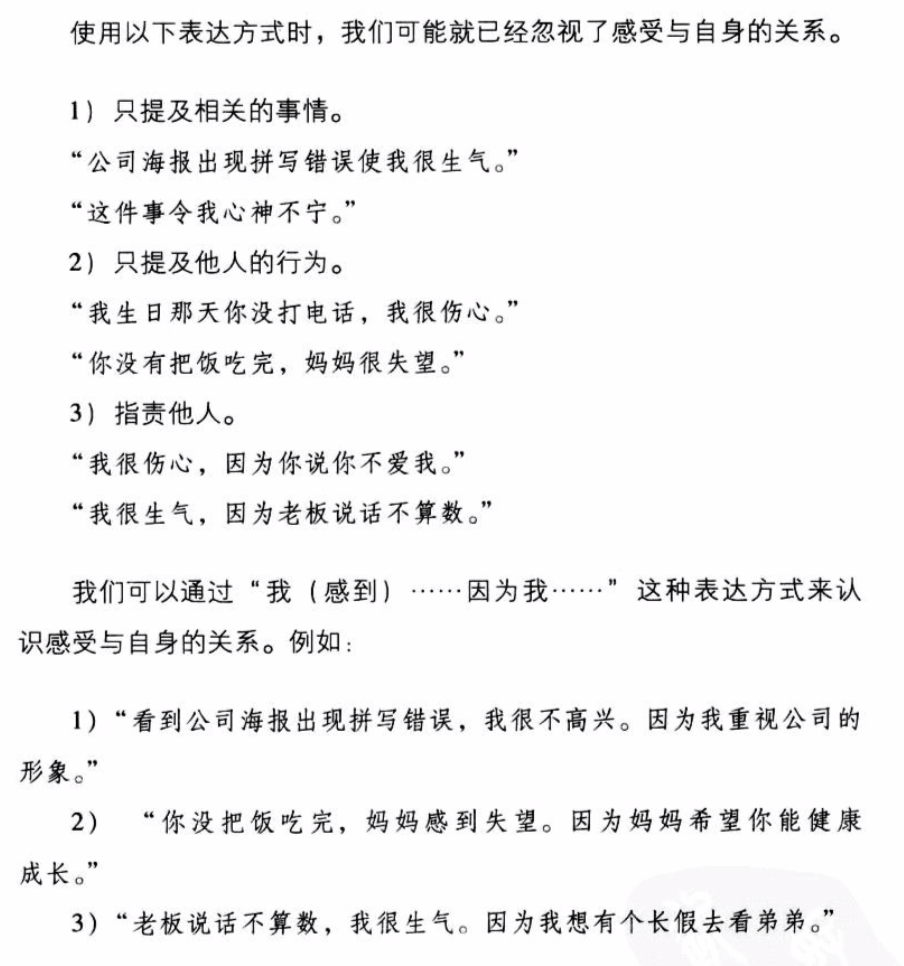 使用以下表达方式时，我们可能就已经忽视了感受与自身的关系。
1） 只提及相关的事情。
“公司海报出现拼写错误使我很生气。”
“这件事令我心神不宁。”
2） 只提及他人的行为。
“我生日那天你没打电话，我很伤心。”
“你没有把饭吃完，妈妈很失望。”
3） 指责他人。
“我很伤心，因为你说你不爱我。”
“我很生气，因为老板说话不算数。”
我们可以通过“我（感到）……因为我……”这种表达方式来认
识感受与自身的关系。例如：
1）“看到公司海报出现拼写错误，我很不高兴。因为我重视公司的
形象。”
2） “你没把饭吃完，妈妈感到失望。因为妈妈希望你能健康
成长。”
3）“老板说话不算数，我很生气。因为我想有个长假去看弟弟。”